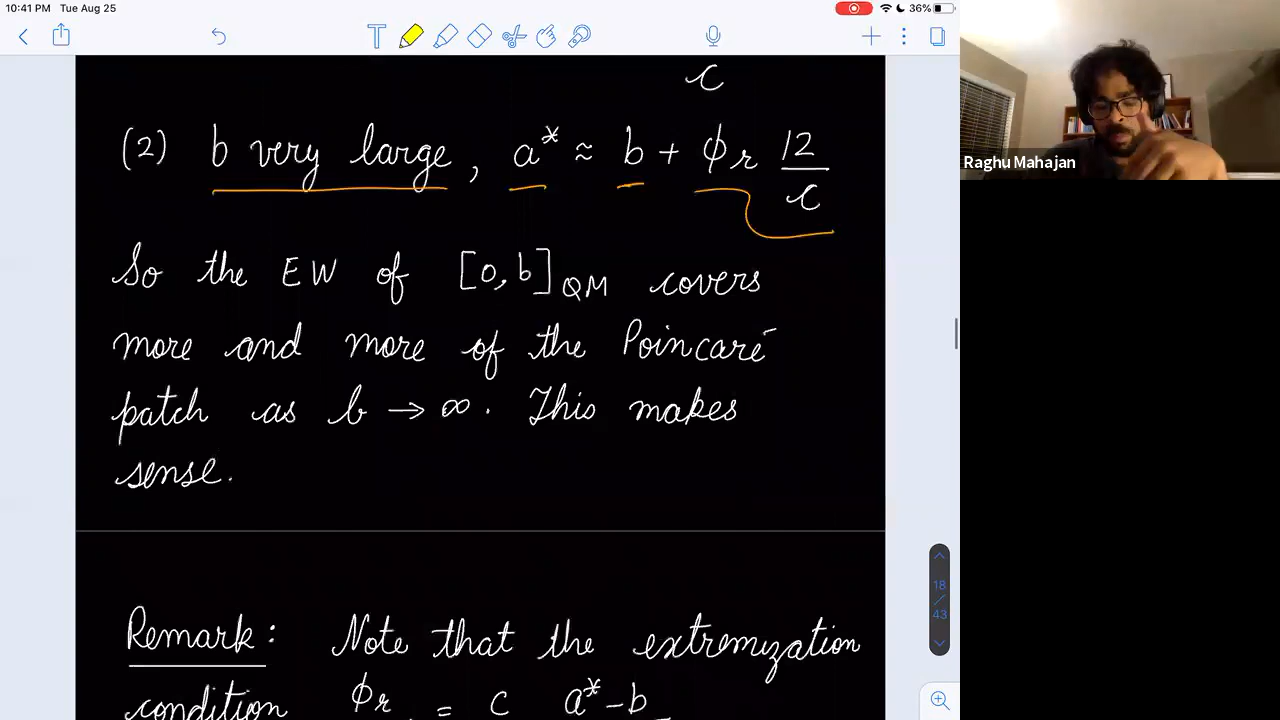 10:41 PM Tue Aug 25
36%
c
(2) b very large, a* ≈ b + ϕr 12/c
So the EW of [0,b]QM covers
more and more of the Poincaré
patch as b → ∞. This makes
sense.
Remark: Note that the extremization
condition ϕr = c a* - b
18
/
43
Raghu Mahajan